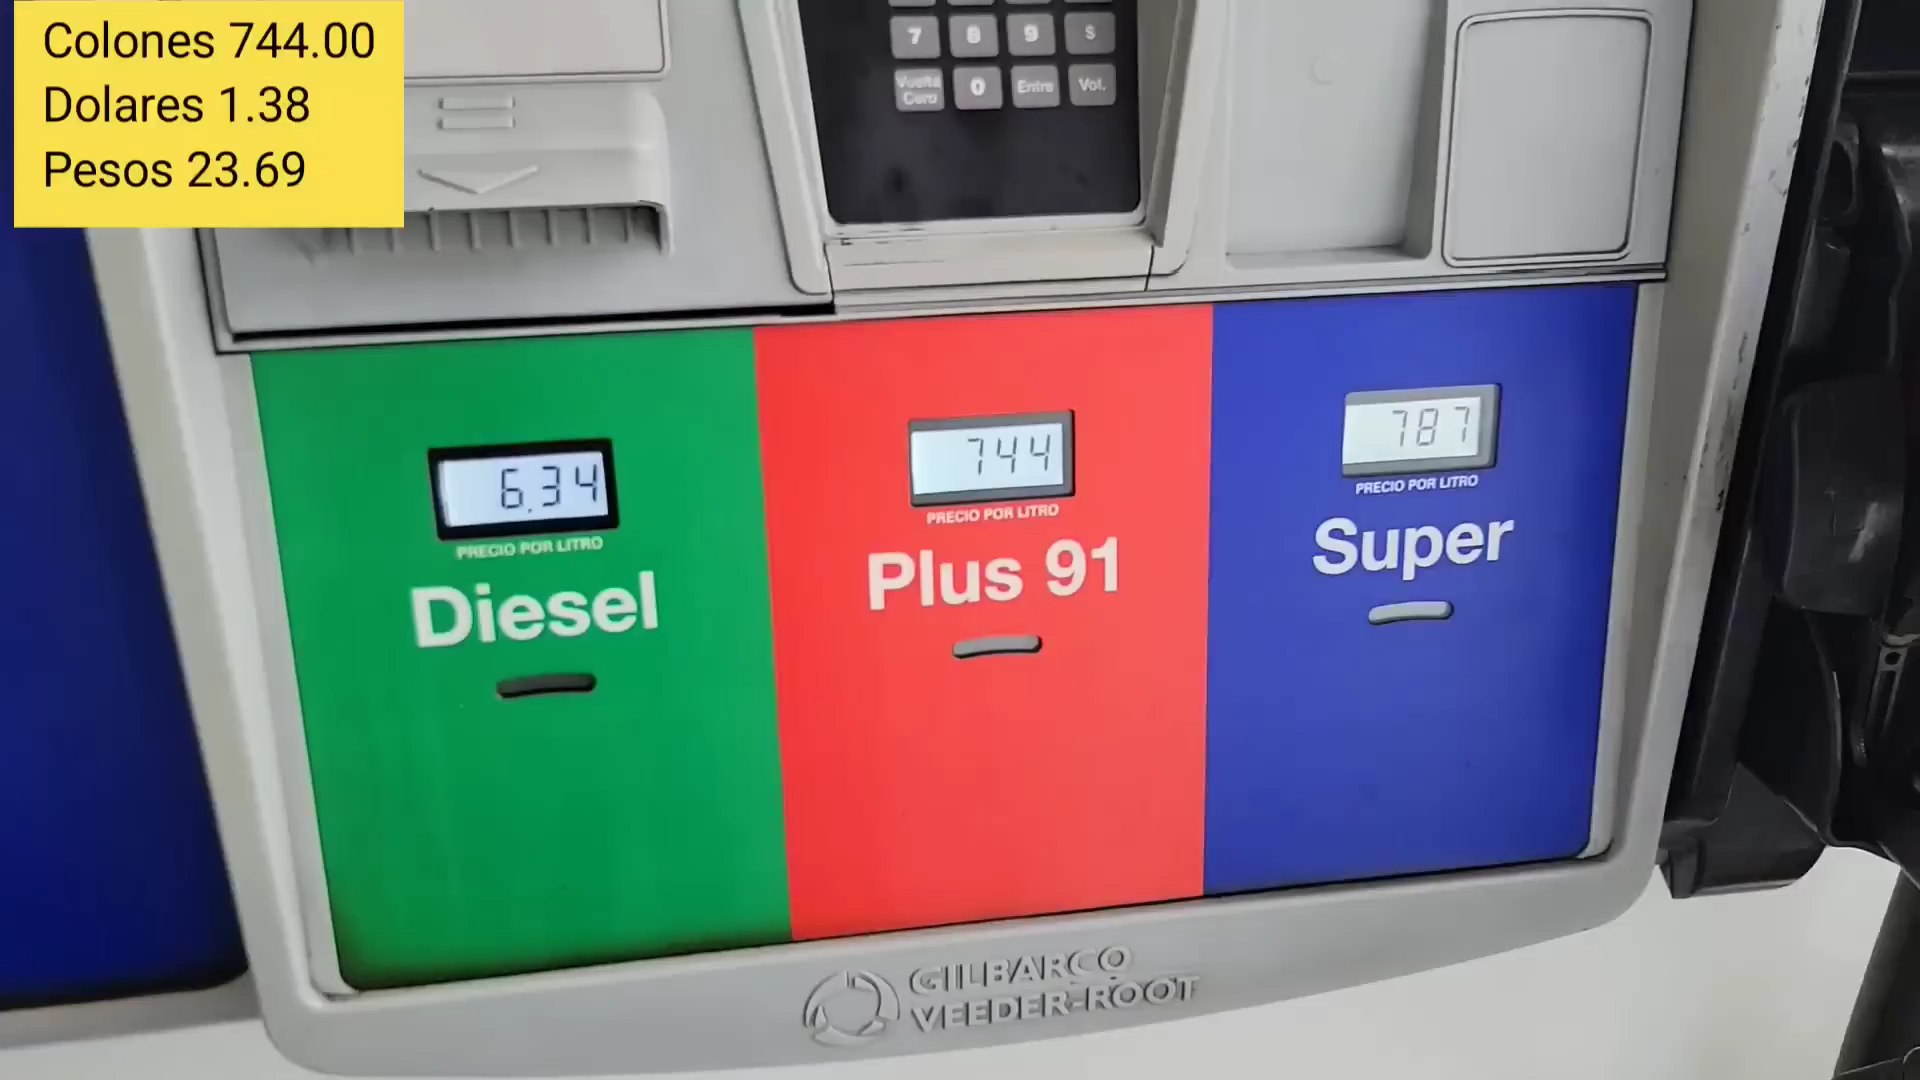 Colones 744.00
Dolares 1.38
Pesos 23.69
7 8 9 $
Vuelta Cero 0 Entre Vol.
6.34
PRECIO POR LITRO
Diesel
744
PRECIO POR LITRO
Plus 91
787
PRECIO POR LITRO
Super
GILBARCO
VEEDER-ROOT